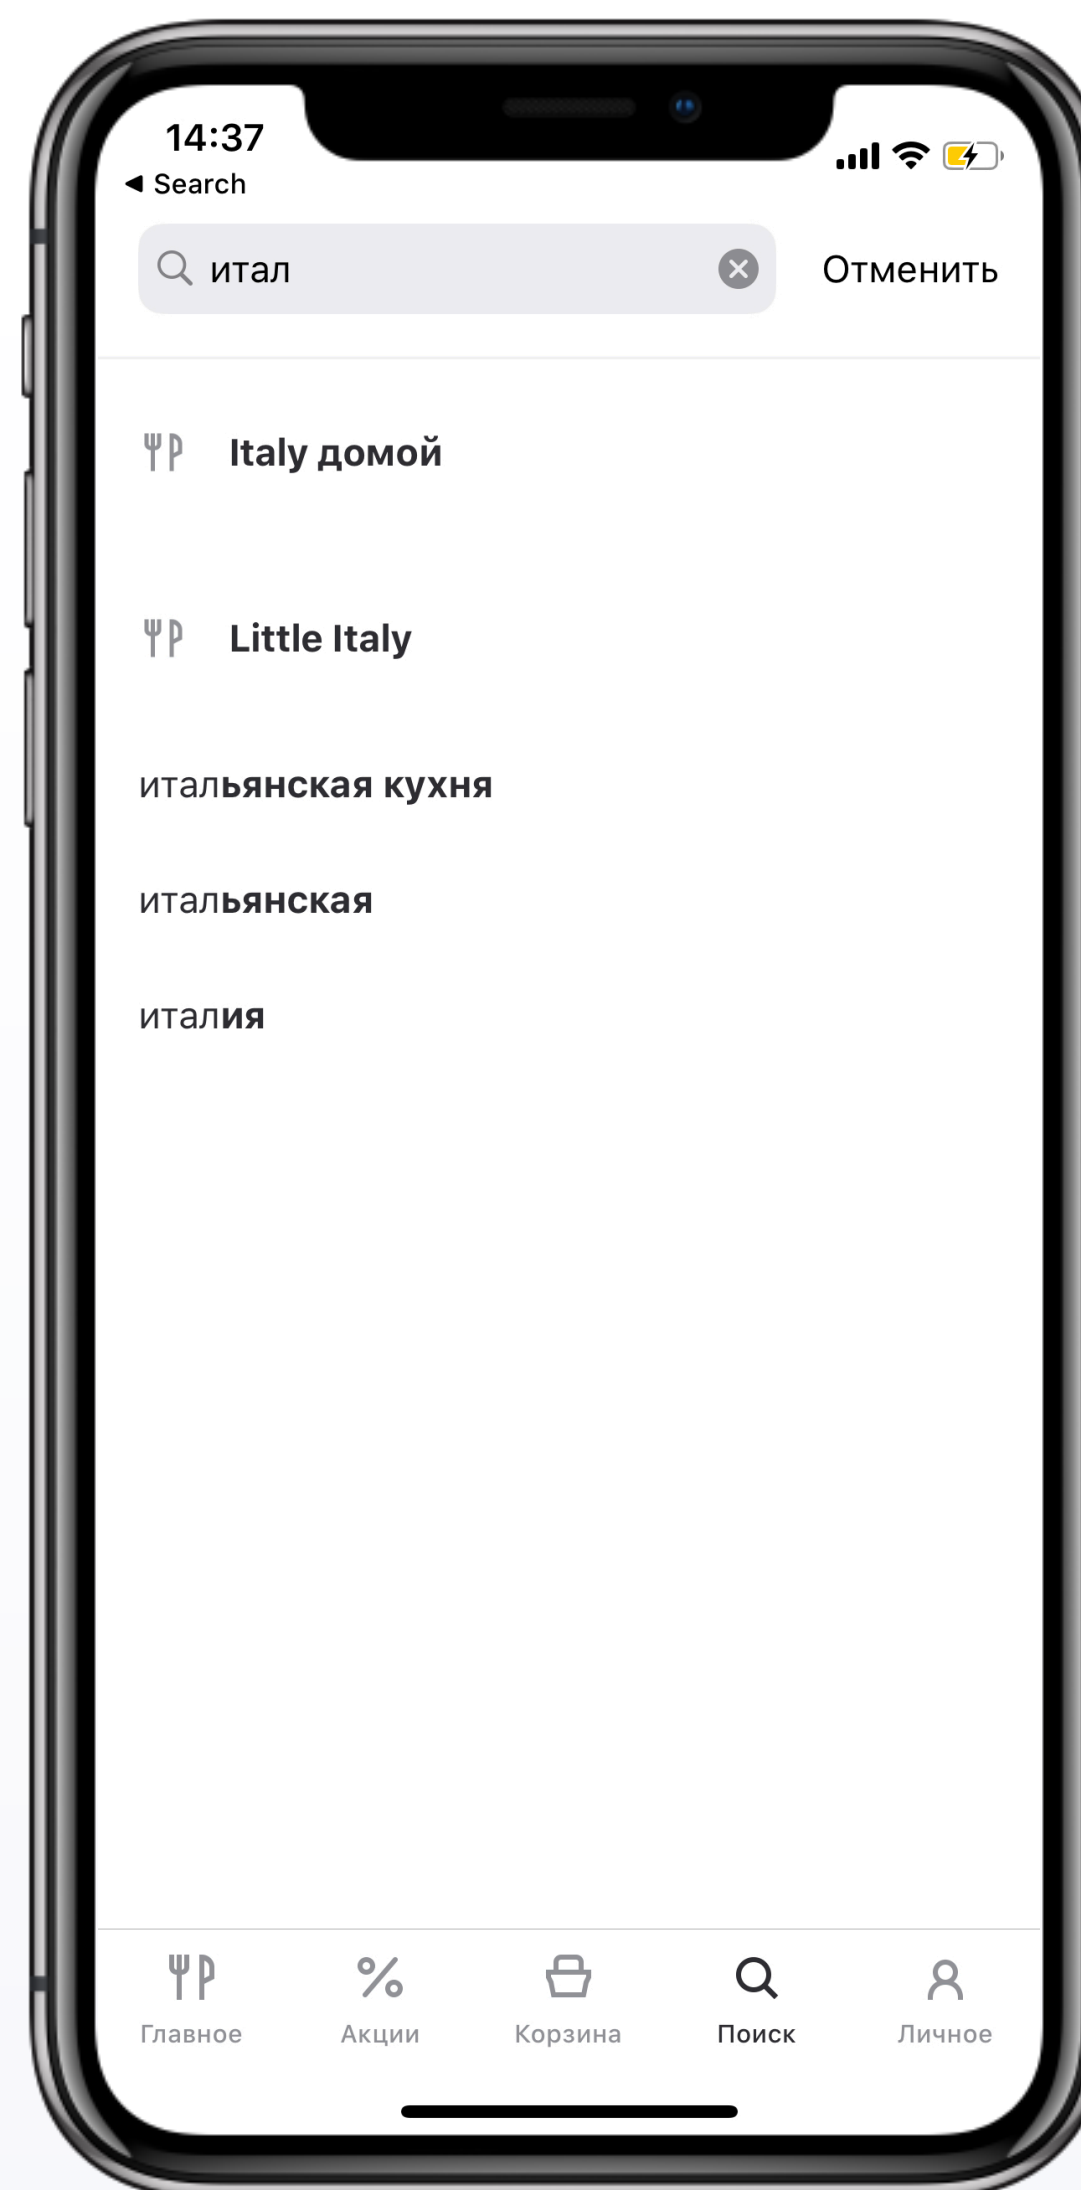 14:37
◀ Search
итал
Отменить
Italy домой
Little Italy
итальянская кухня
итальянская
италия
Главное
Акции
Корзина
Поиск
Личное